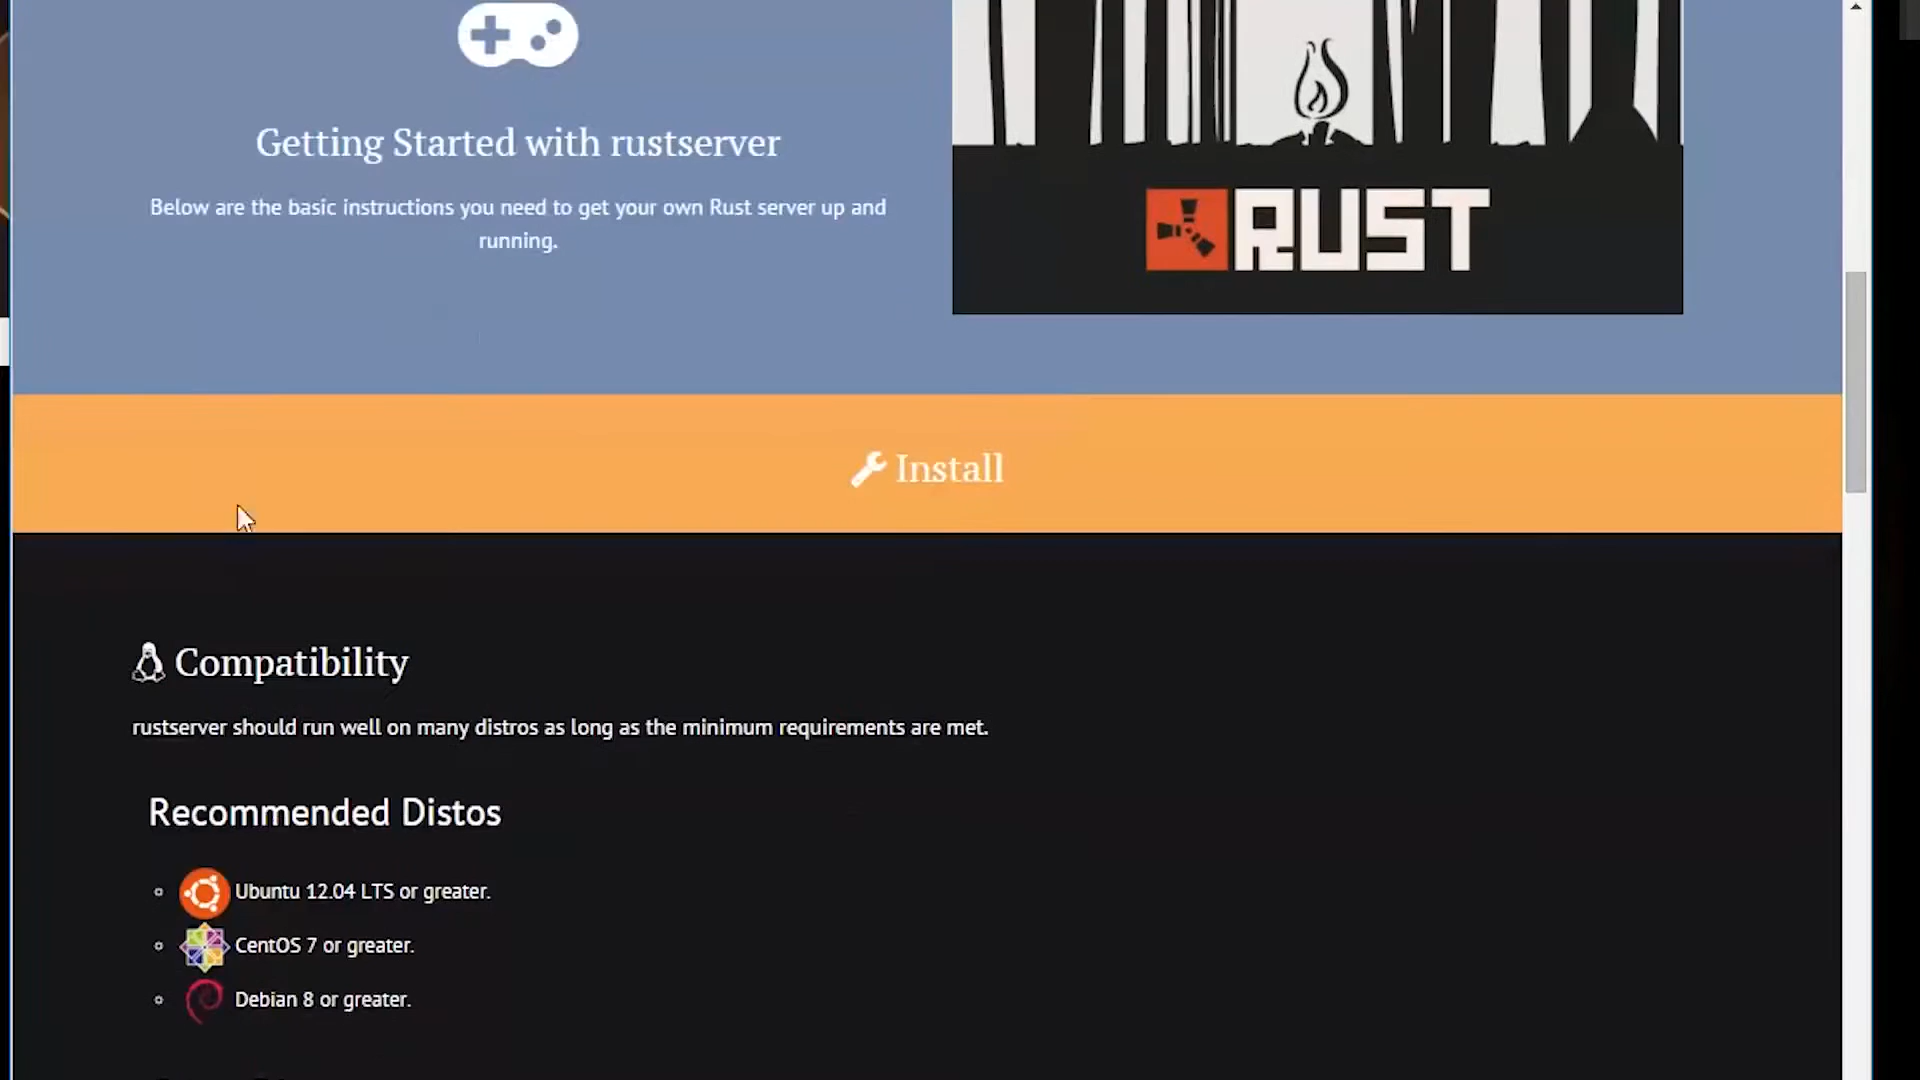 Getting Started with rustserver
Below are the basic instructions you need to get your own Rust server up and
running.
RUST
Install
Compatibility
rustserver should run well on many distros as long as the minimum requirements are met.
Recommended Distos
Ubuntu 12.04 LTS or greater.
CentOS 7 or greater.
Debian 8 or greater.